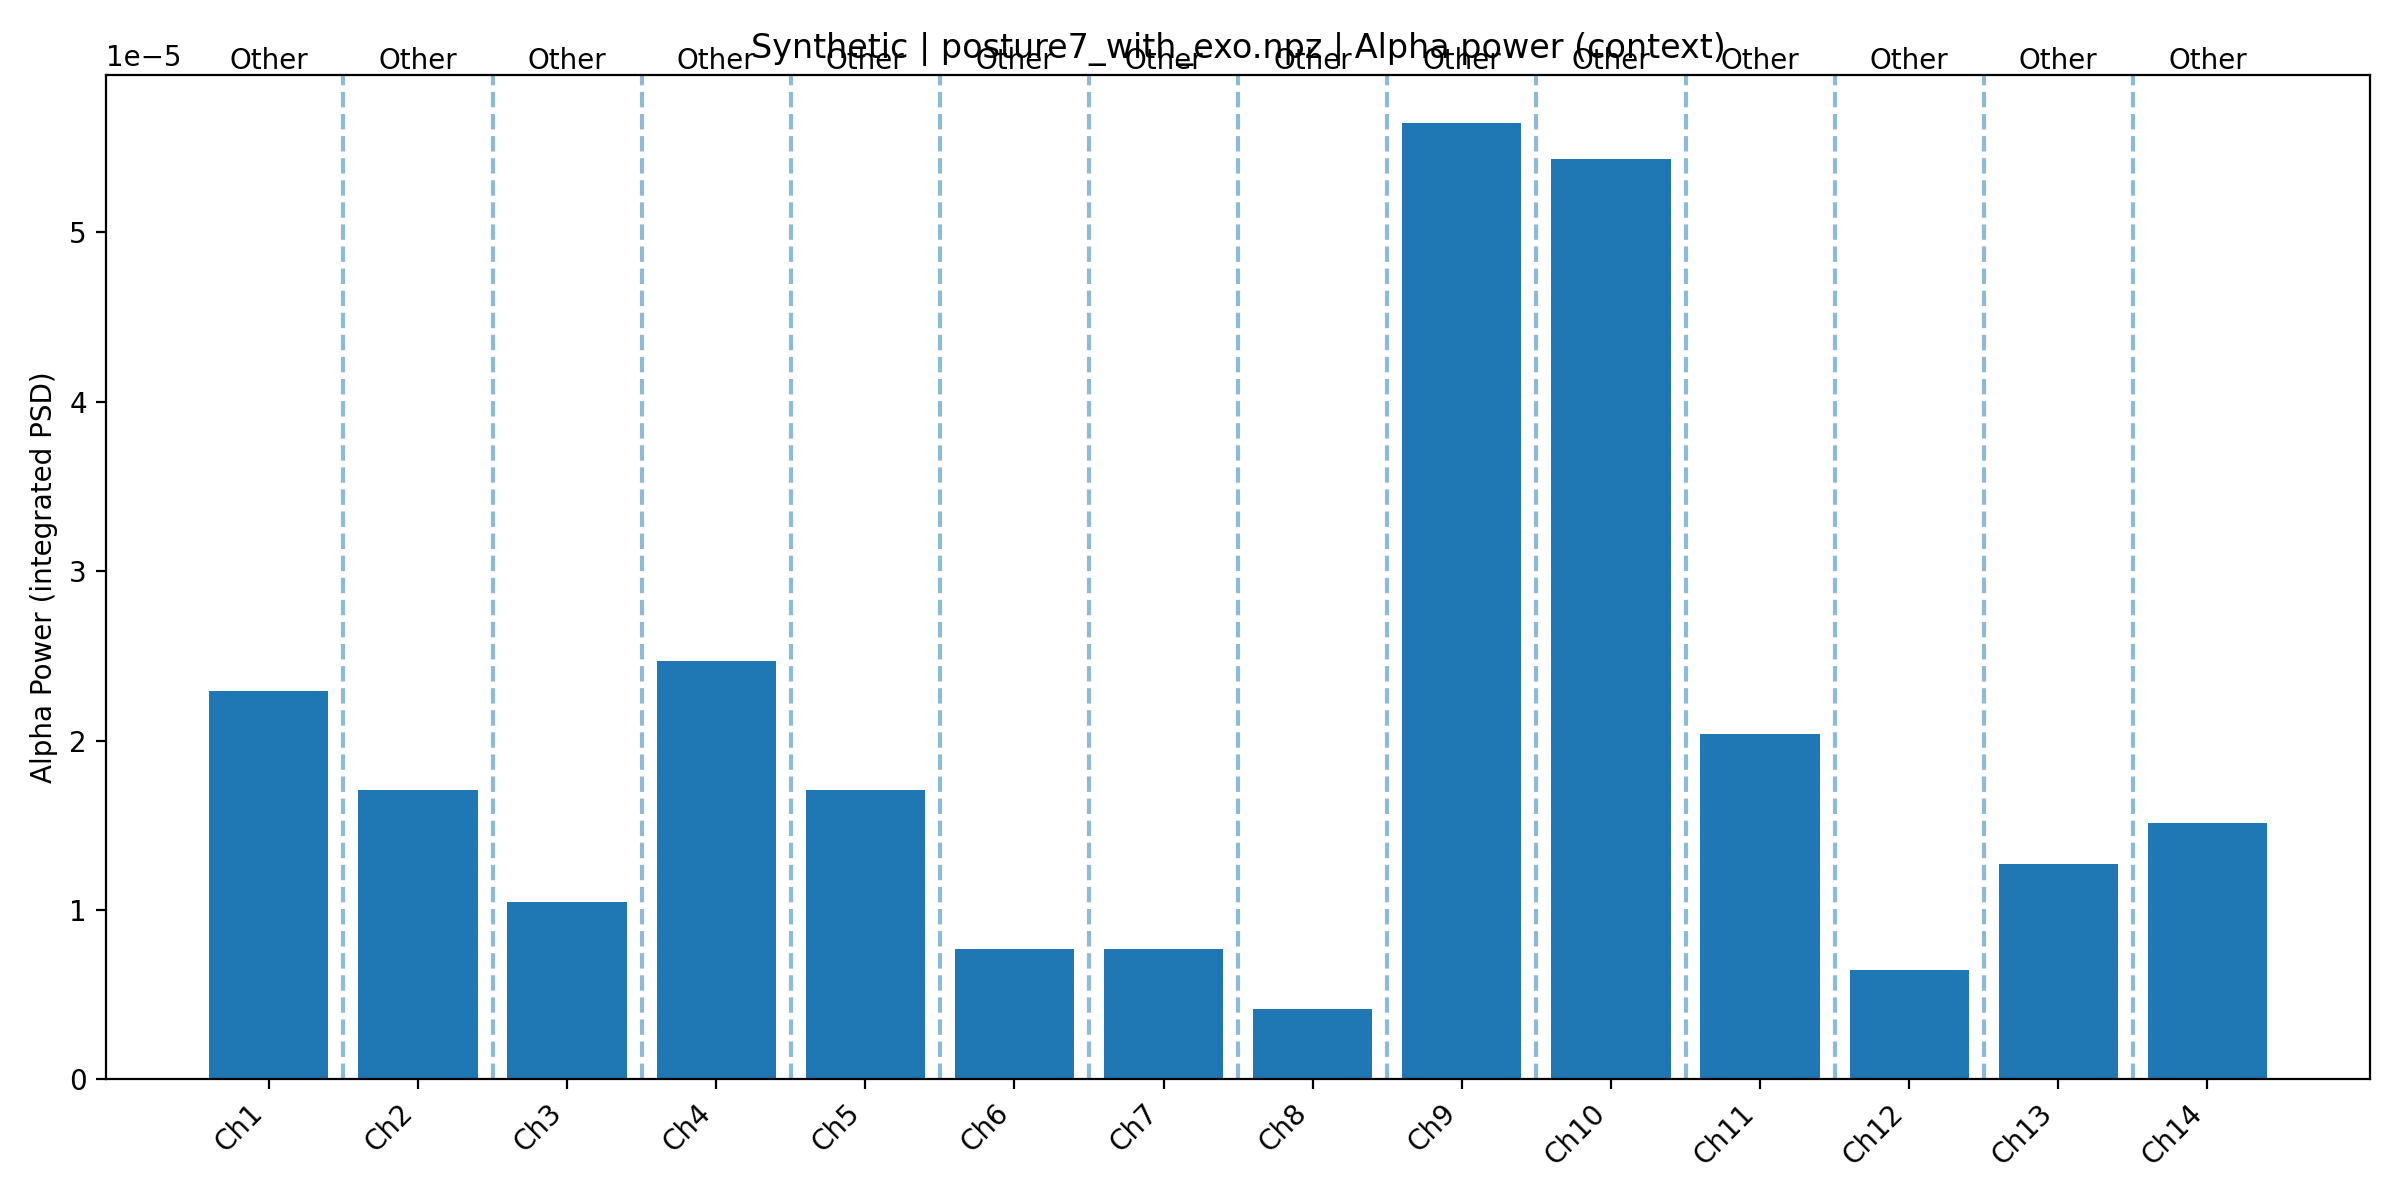 Synthetic | posture7_with_exo.npz | Alpha power (context)
1e−5
Other Other Other Other Other Other Other Other Other Other Other Other Other Other
Alpha Power (integrated PSD)
5
4
3
2
1
0
Ch1 Ch2 Ch3 Ch4 Ch5 Ch6 Ch7 Ch8 Ch9 Ch10 Ch11 Ch12 Ch13 Ch14